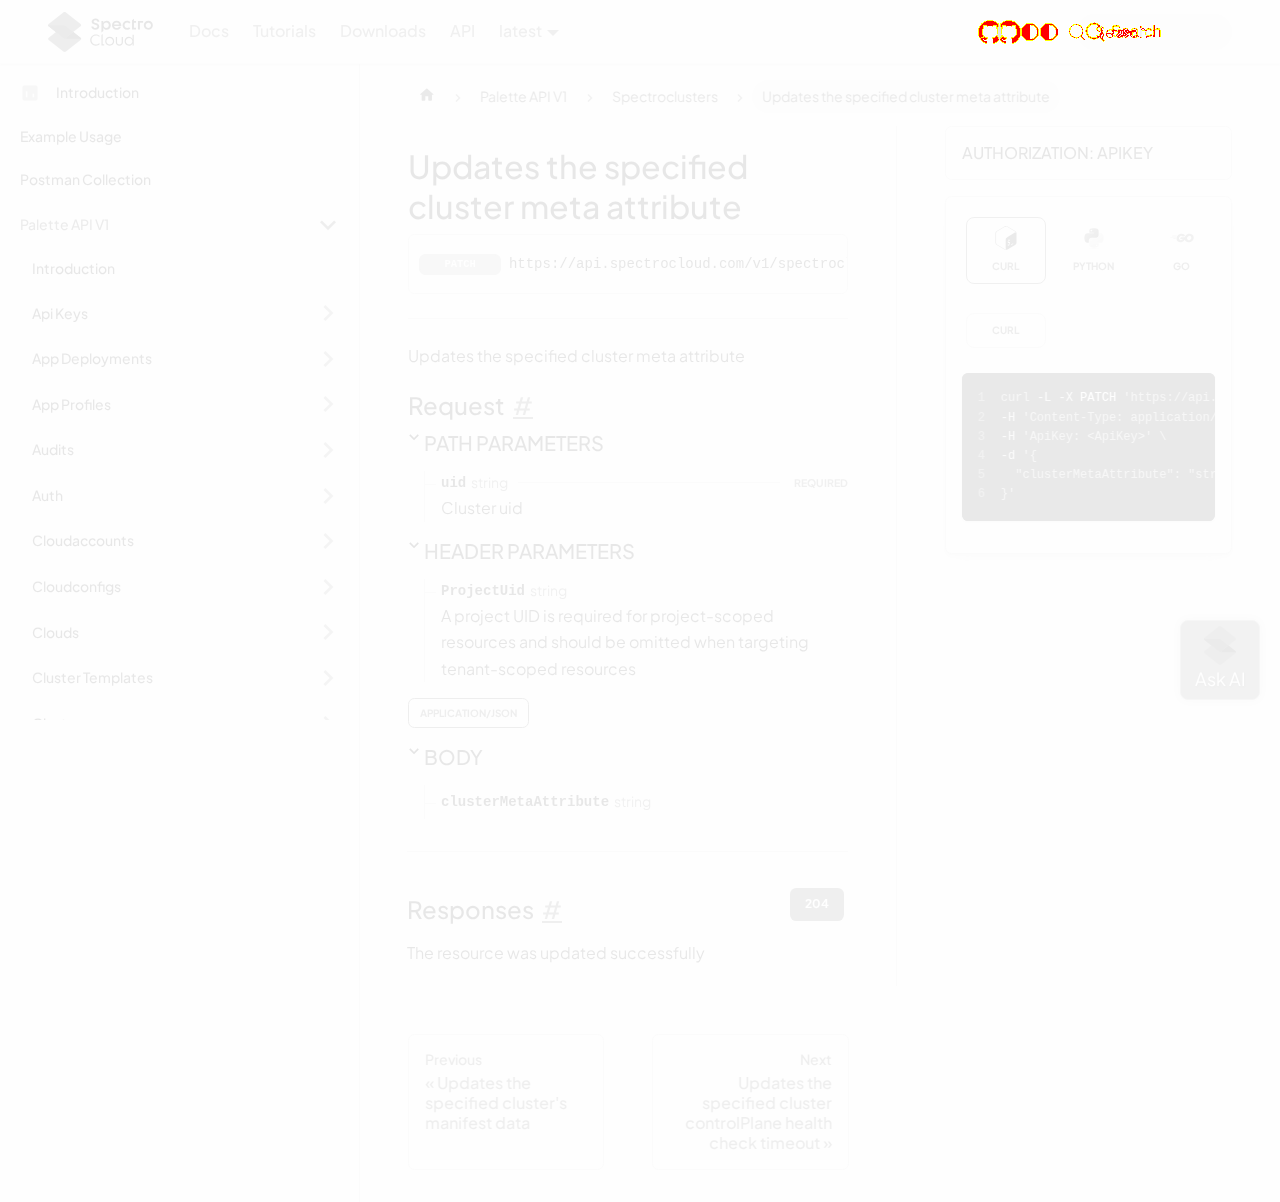 Spectro Cloud
Docs
Tutorials
Downloads
API
latest
Introduction
Example Usage
Postman Collection
Palette API V1
Introduction
Api Keys
App Deployments
App Profiles
Audits
Auth
Cloudaccounts
Cloudconfigs
Clouds
Cluster Templates
Palette API V1
Spectroclusters
Updates the specified cluster meta attribute
Updates the specified
cluster meta attribute
PATCH
https://api.spectrocloud.com/v1/spectroc
Updates the specified cluster meta attribute
Request #
PATH PARAMETERS
uid string
REQUIRED
Cluster uid
HEADER PARAMETERS
ProjectUid string
A project UID is required for project-scoped
resources and should be omitted when targeting
tenant-scoped resources
APPLICATION/JSON
BODY
clusterMetaAttribute string
Responses #
204
The resource was updated successfully
Previous
« Updates the
specified cluster's
manifest data
Next
Updates the
specified cluster
controlPlane health
check timeout »
AUTHORIZATION: APIKEY
CURL
PYTHON
GO
CURL
1 curl -L -X PATCH 'https://api.
2 -H 'Content-Type: application/
3 -H 'ApiKey: <ApiKey>' \
4 -d '{
5 "clusterMetaAttribute": "str
6 }'
Ask AI